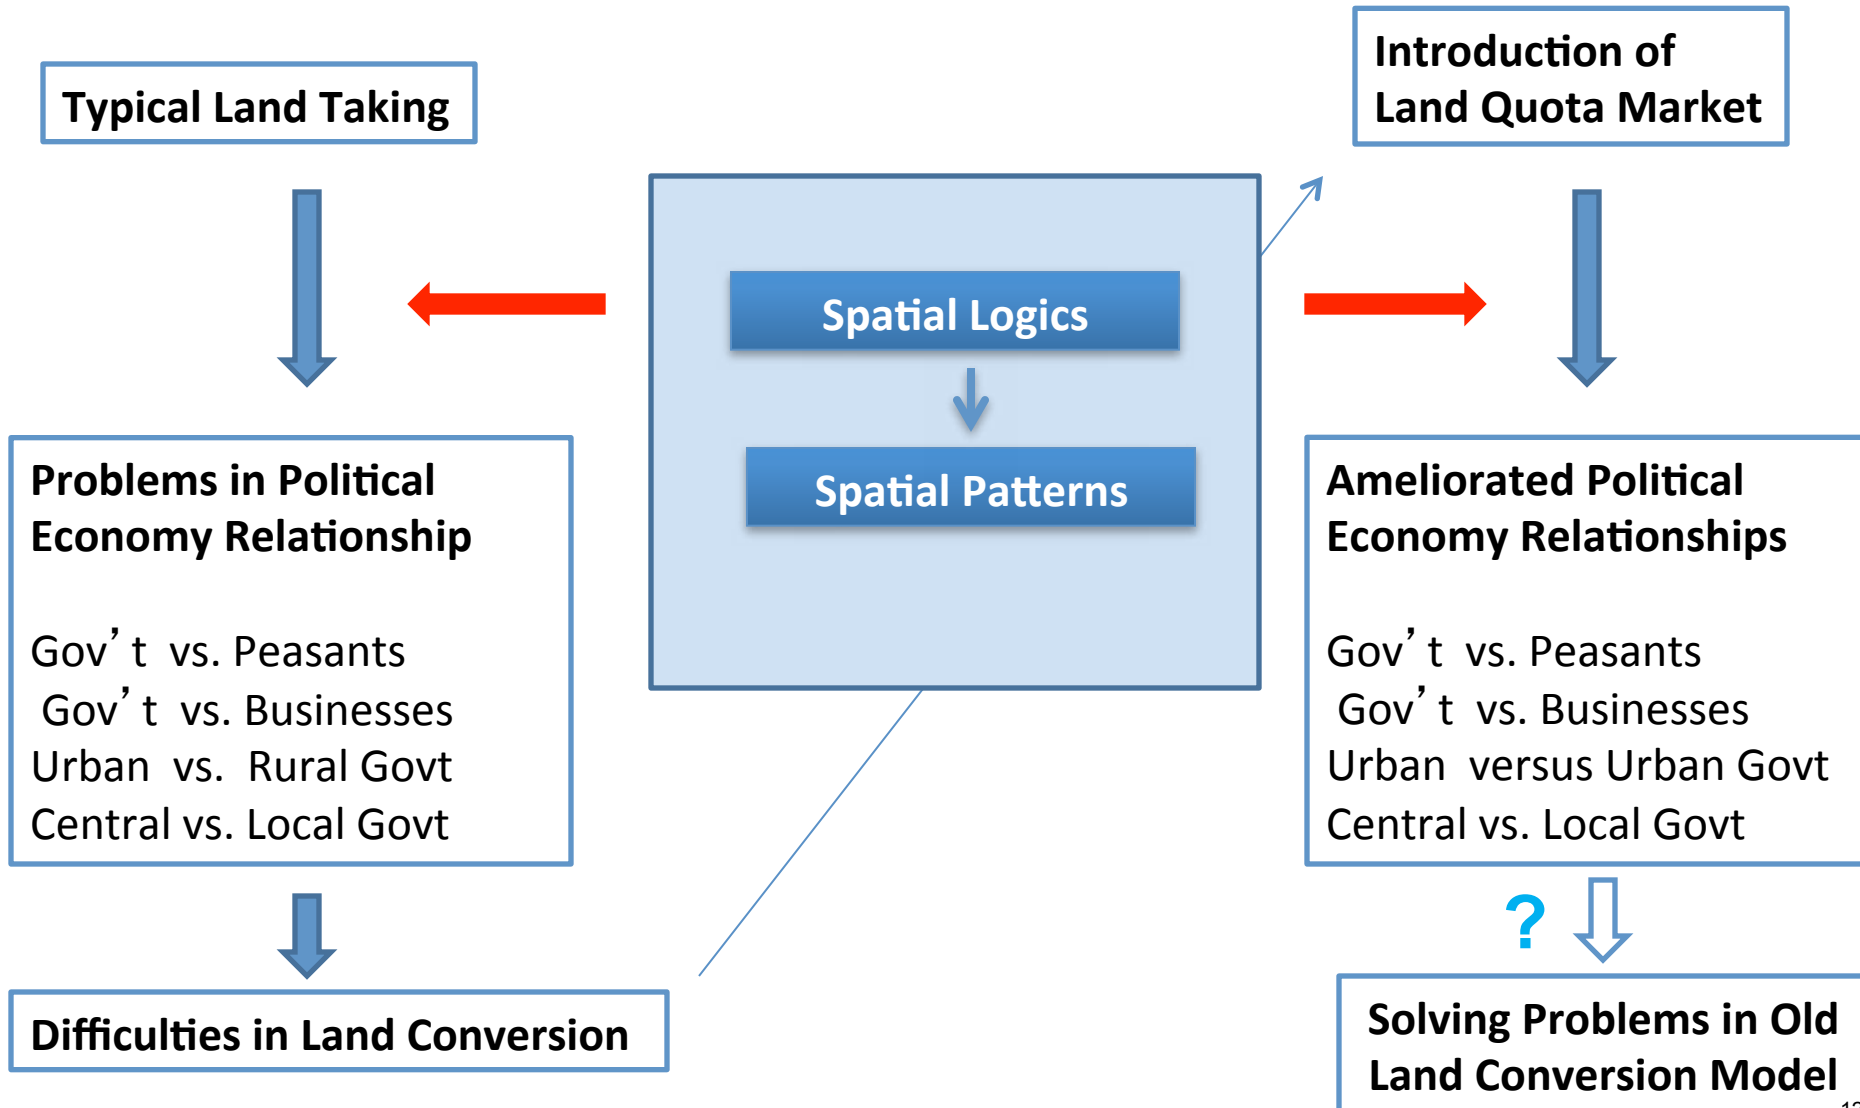 Typical Land Taking
Introduction of
Land Quota Market
Spatial Logics
Spatial Patterns
Problems in Political
Economy Relationship
Gov't vs. Peasants
Gov't vs. Businesses
Urban vs. Rural Govt
Central vs. Local Govt
Difficulties in Land Conversion
Ameliorated Political
Economy Relationships
Gov't vs. Peasants
Gov't vs. Businesses
Urban versus Urban Govt
Central vs. Local Govt
?
Solving Problems in Old
Land Conversion Model